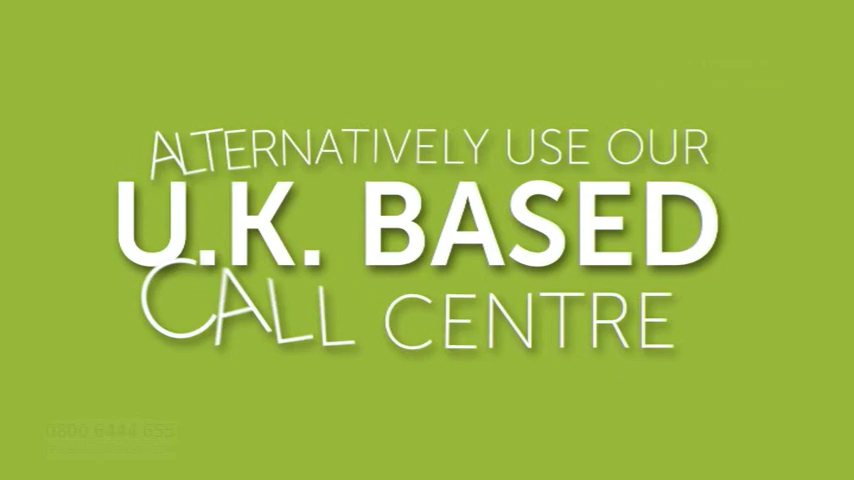 ALTERNATIVELY USE OUR
U.K. BASED
CALL CENTRE
0800 6444 655